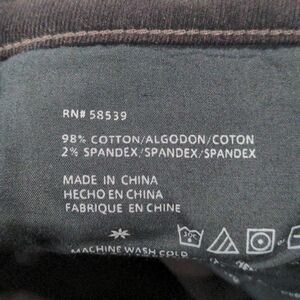 RN# 58539
98% COTTON/ALGODON/COTON
2% SPANDEX/SPANDEX/SPANDEX
MADE IN CHINA
HECHO EN CHINA
FABRIQUE EN CHINE
MACHINE WASH COLD